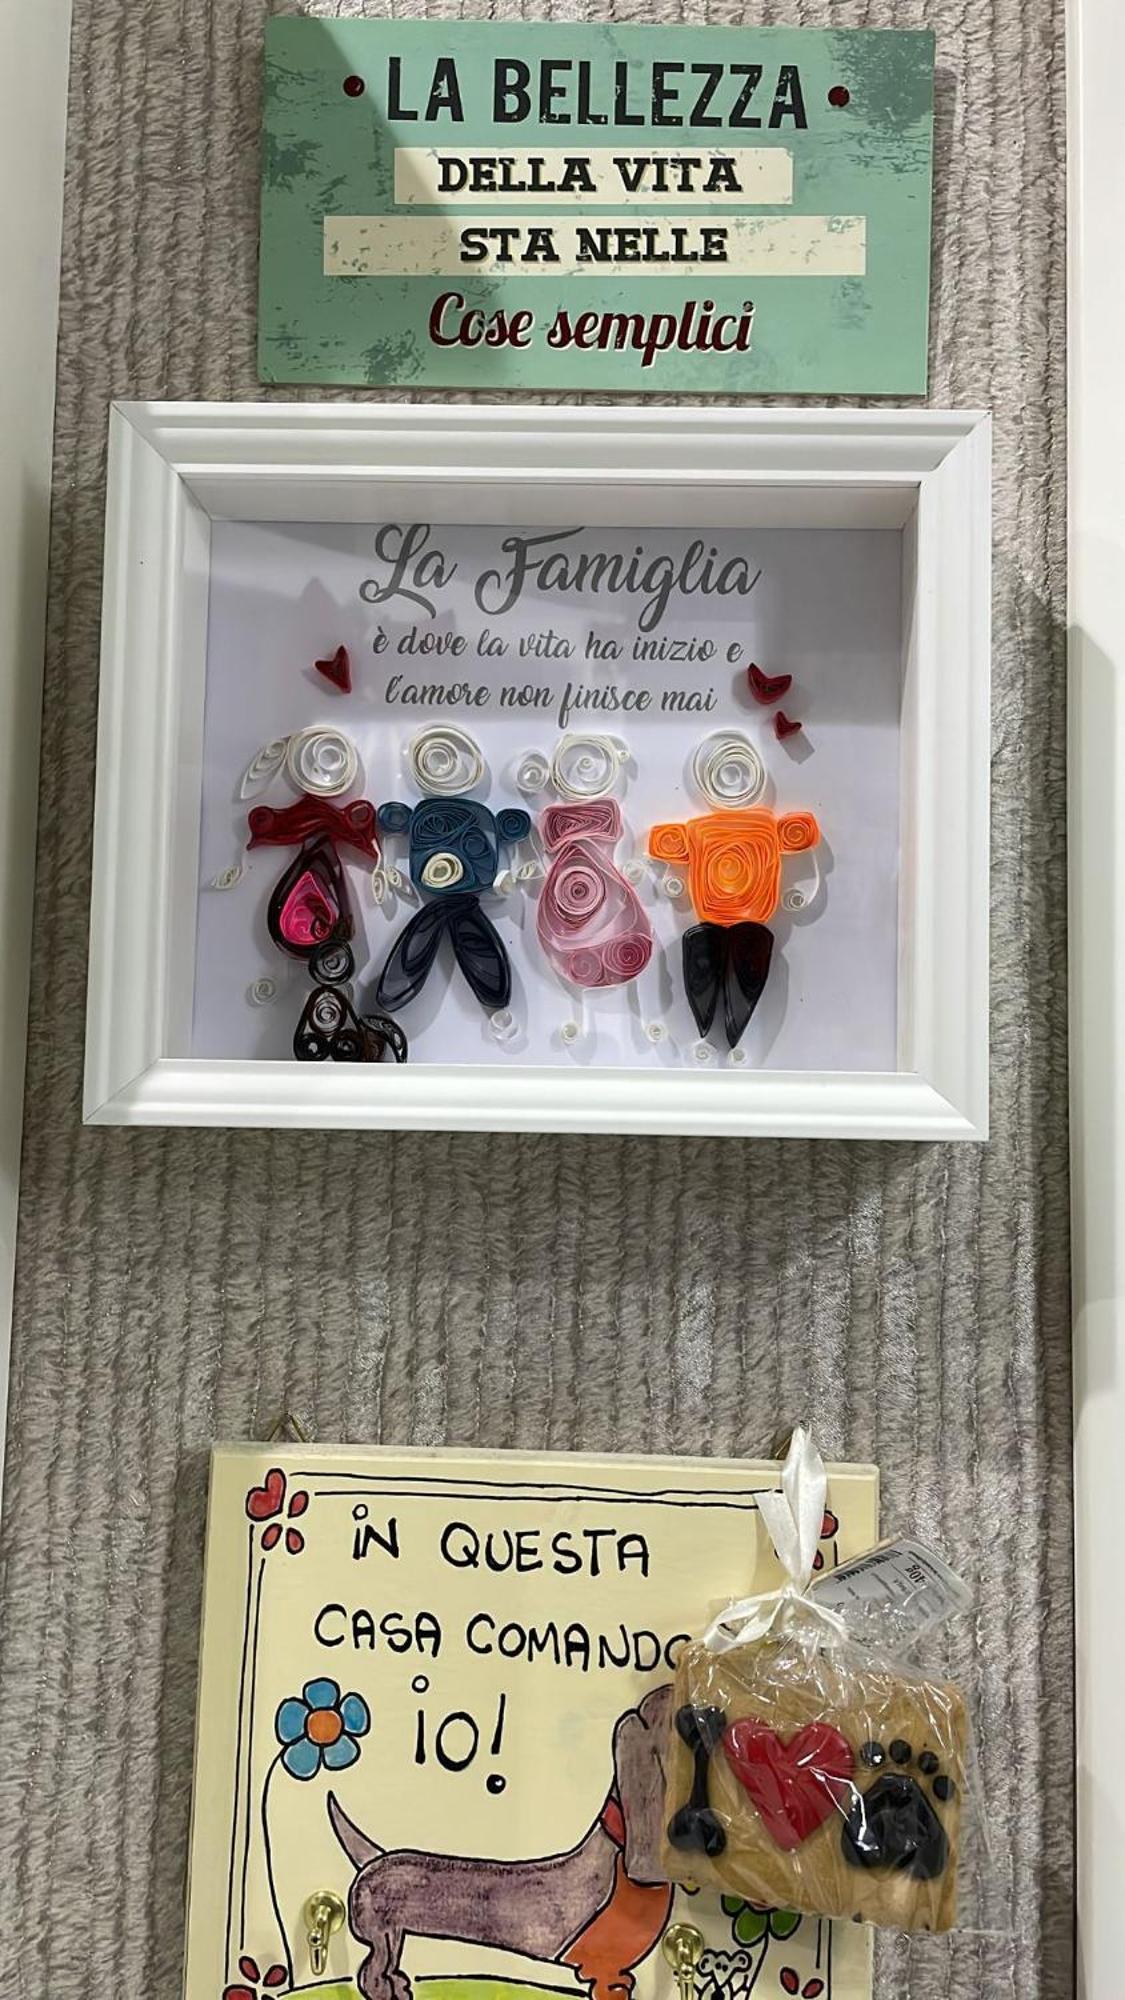 LA BELLEZZA
DELLA VITA
STA NELLE
Cose semplici
La Famiglia
è dove la vita ha inizio e
l'amore non finisce mai
iN QUESTA
CASA COMANDO
iO!
40g